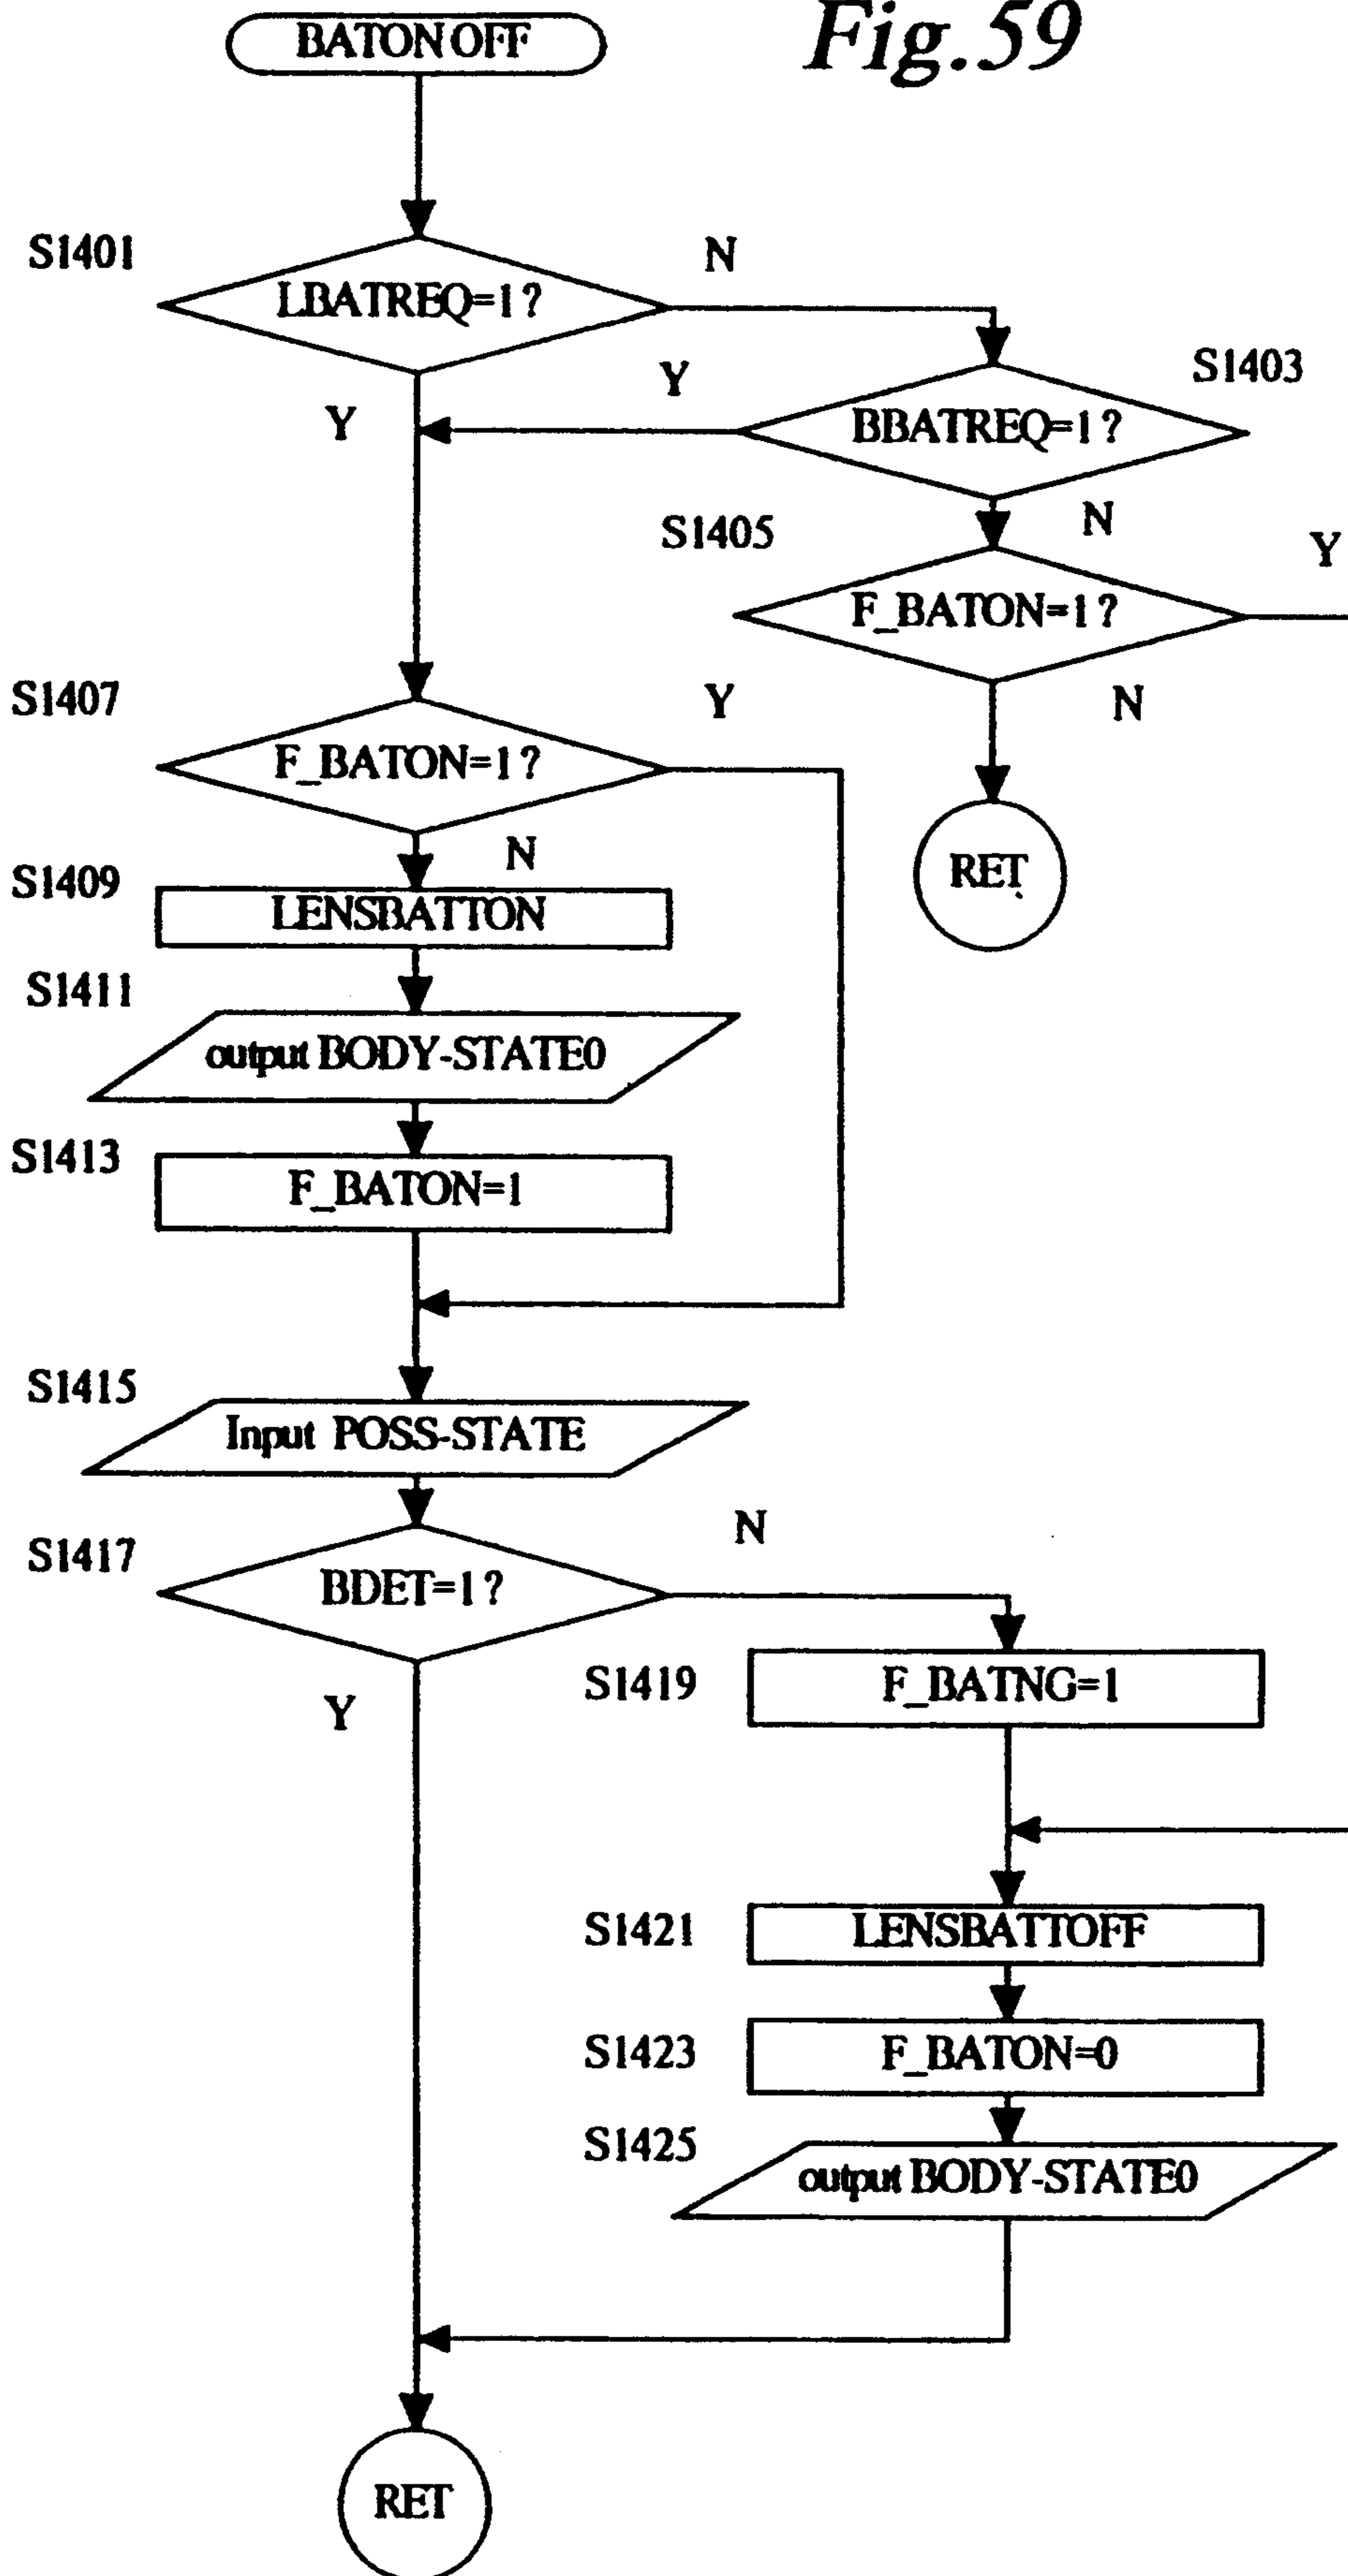 Fig.59
BATON OFF
S1401
LBATREQ=1?
N
Y
Y
S1403
BBATREQ=1?
S1405
N
Y
F_BATON=1?
N
RET
S1407
F_BATON=1?
Y
N
S1409
LENSBATTON
S1411
output BODY-STATE0
S1413
F_BATON=1
S1415
Input POSS-STATE
S1417
BDET=1?
N
Y
S1419
F_BATNG=1
S1421
LENSBATTOFF
S1423
F_BATON=0
S1425
output BODY-STATE0
RET